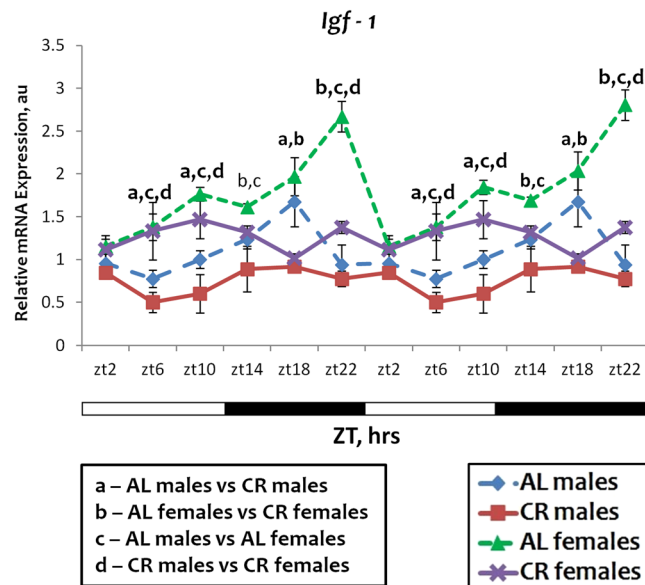 Igf - 1
Relative mRNA Expression, au
3.5
3
2.5
2
1.5
1
0.5
0
a,c,d
a,c,d
b,c
a,b
b,c,d
a,c,d
a,c,d
b,c
a,b
b,c,d
zt2 zt6 zt10 zt14 zt18 zt22 zt2 zt6 zt10 zt14 zt18 zt22
ZT, hrs
a – AL males vs CR males
b – AL females vs CR females
c – AL males vs AL females
d – CR males vs CR females
AL males
CR males
AL females
CR females